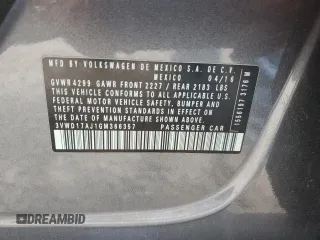 MFD. BY VOLKSWAGEN DE MEXICO S.A. DE C.V.
MEXICO 04/16
GVWR 4299 GAWR FRONT 2227 / REAR 2183 LBS
THIS VEHICLE CONFORMS TO ALL APPLICABLE
FEDERAL MOTOR VEHICLE SAFETY, BUMPER AND
THEFT PREVENTION STANDARDS IN EFFECT ON
THE DATE OF MANUFACTURE SHOWN ABOVE
3VWD17AJ1GM396357 PASSENGER CAR
DREAMBID